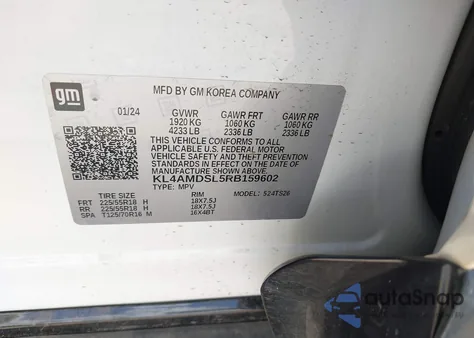 gm
MFD BY GM KOREA COMPANY
01/24 GVWR GAWR FRT GAWR RR
1920 KG 1060 KG 1060 KG
4233 LB 2336 LB 2336 LB
THIS VEHICLE CONFORMS TO ALL
APPLICABLE U.S. FEDERAL MOTOR
VEHICLE SAFETY AND THEFT PREVENTION
STANDARDS IN EFFECT ON THE DATE OF
MANUFACTURE SHOWN ABOVE.
KL4AMDSL5RB159602
TYPE: MPV MODEL: S24TS26
TIRE SIZE RIM
FRT 225/55R18 H 18X7.5J
RR 225/55R18 H 18X7.5J
SPA T125/70R16 M 16X4BT
autoSnap